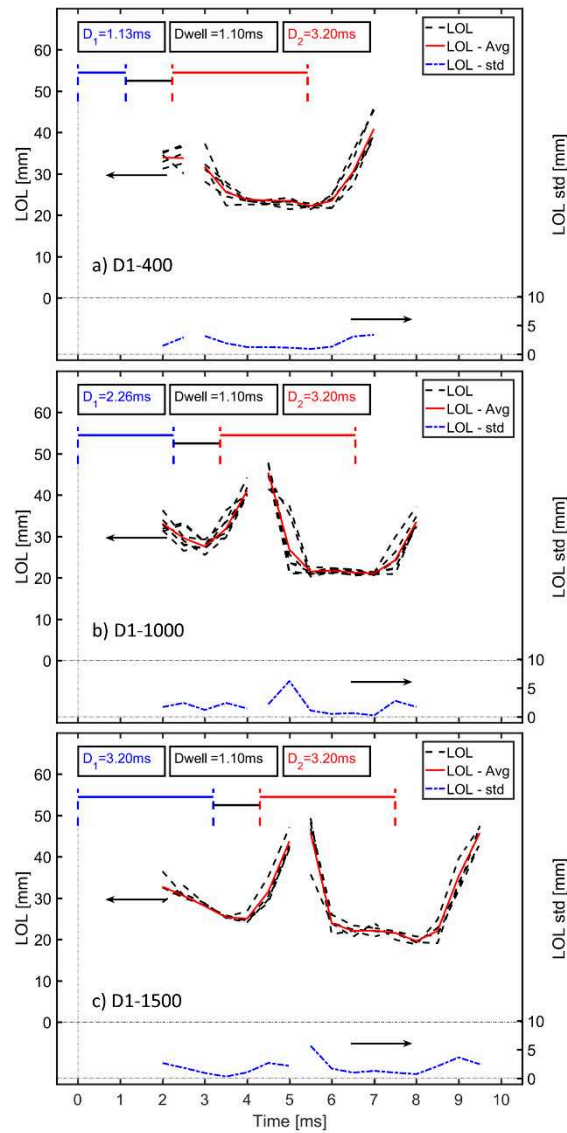 D1=1.13ms Dwell=1.10ms D2=3.20ms
LOL
LOL - Avg
LOL - std
60
50
40
30
20
10
0
LOL [mm]
LOL std [mm]
10
5
0
a) D1-400
D1=2.26ms Dwell=1.10ms D2=3.20ms
LOL
LOL - Avg
LOL - std
60
50
40
30
20
10
0
LOL [mm]
LOL std [mm]
10
5
0
b) D1-1000
D1=3.20ms Dwell=1.10ms D2=3.20ms
LOL
LOL - Avg
LOL - std
60
50
40
30
20
10
0
LOL [mm]
LOL std [mm]
10
5
0
c) D1-1500
0 1 2 3 4 5 6 7 8 9 10
Time [ms]